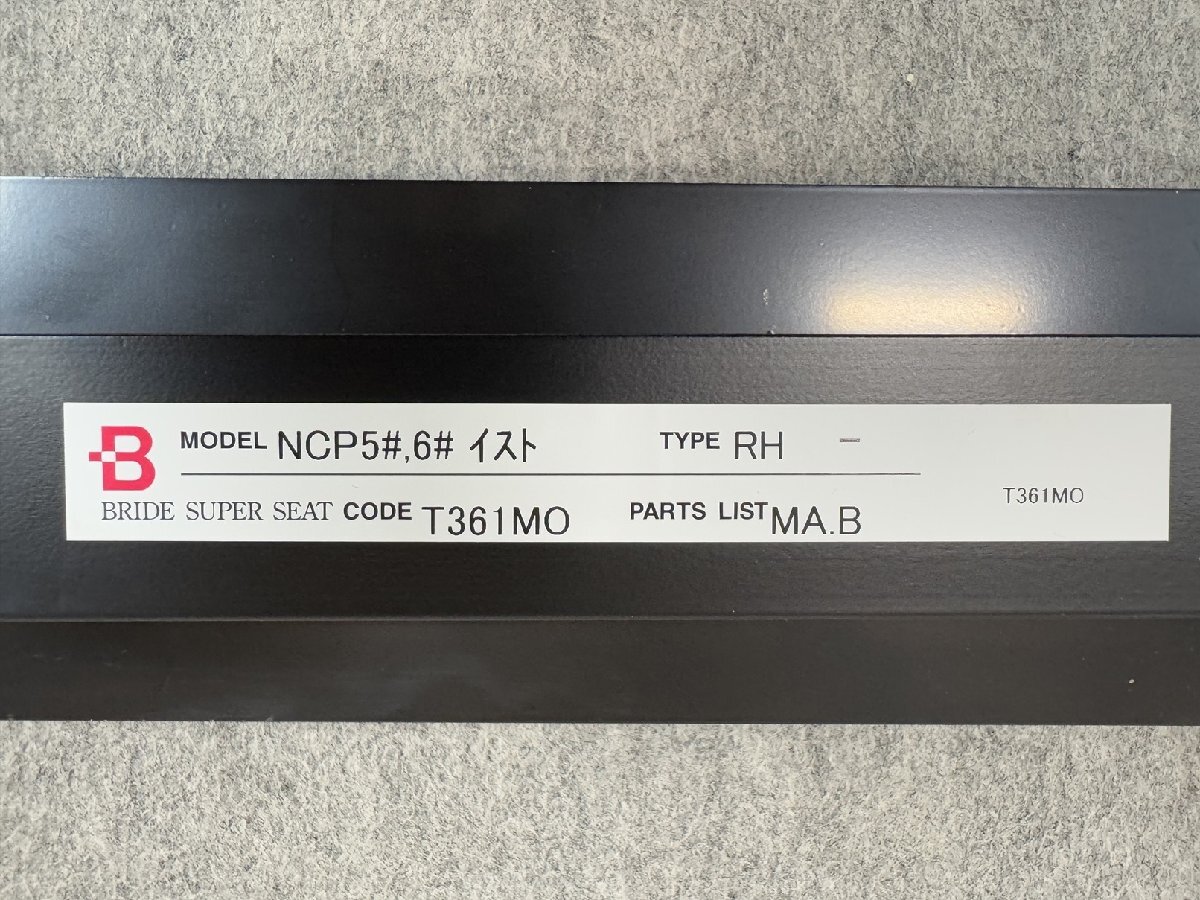 B MODEL NCP5#,6# イスト TYPE RH -
BRIDE SUPER SEAT CODE T361MO PARTS LIST MA.B T361MO